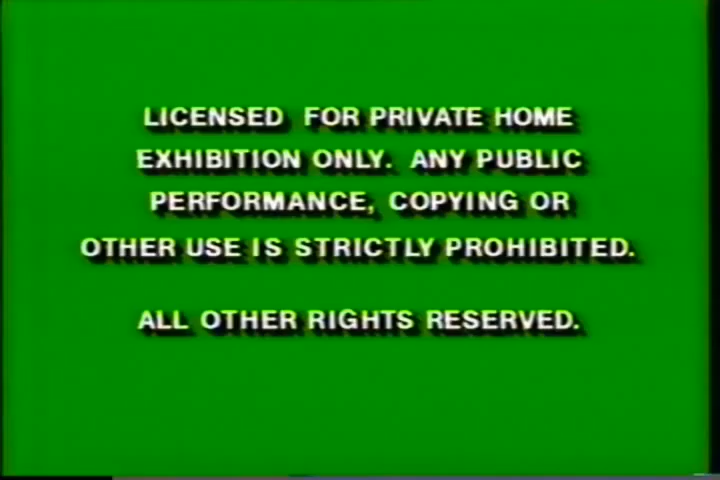 LICENSED FOR PRIVATE HOME
EXHIBITION ONLY. ANY PUBLIC
PERFORMANCE, COPYING OR
OTHER USE IS STRICTLY PROHIBITED.
ALL OTHER RIGHTS RESERVED.